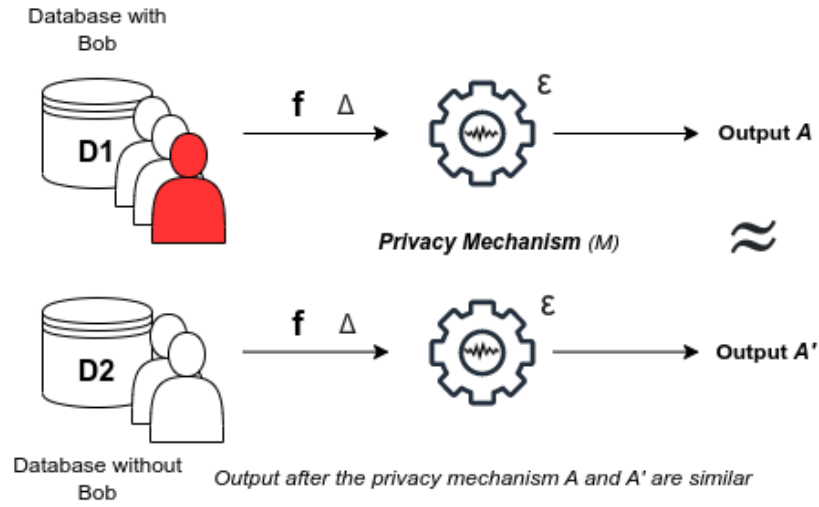 Database with
Bob
D1
f Δ
ε
Output A
Privacy Mechanism (M)
≈
D2
f Δ
ε
Output A'
Database without
Bob
Output after the privacy mechanism A and A' are similar